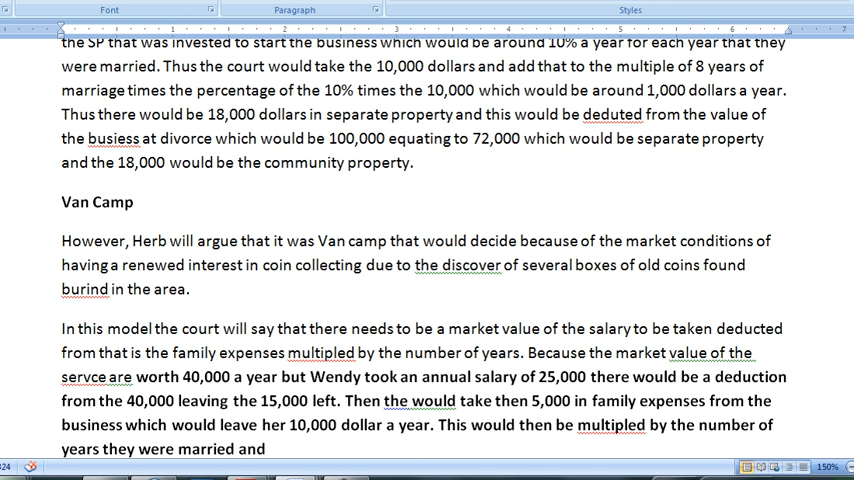 Font
Paragraph
Styles
1
2
3
4
5
6
7
the SP that was invested to start the business which would be around 10% a year for each year that they
were married. Thus the court would take the 10,000 dollars and add that to the multiple of 8 years of
marriage times the percentage of the 10% times the 10,000 which would be around 1,000 dollars a year.
Thus there would be 18,000 dollars in separate property and this would be deduted from the value of
the busiess at divorce which would be 100,000 equating to 72,000 which would be separate property
and the 18,000 would be the community property.
Van Camp
However, Herb will argue that it was Van camp that would decide because of the market conditions of
having a renewed interest in coin collecting due to the discover of several boxes of old coins found
burind in the area.
In this model the court will say that there needs to be a market value of the salary to be taken deducted
from that is the family expenses multipled by the number of years. Because the market value of the
servce are worth 40,000 a year but Wendy took an annual salary of 25,000 there would be a deduction
from the 40,000 leaving the 15,000 left. Then the would take then 5,000 in family expenses from the
business which would leave her 10,000 dollar a year. This would then be multipled by the number of
years they were married and
324
150%